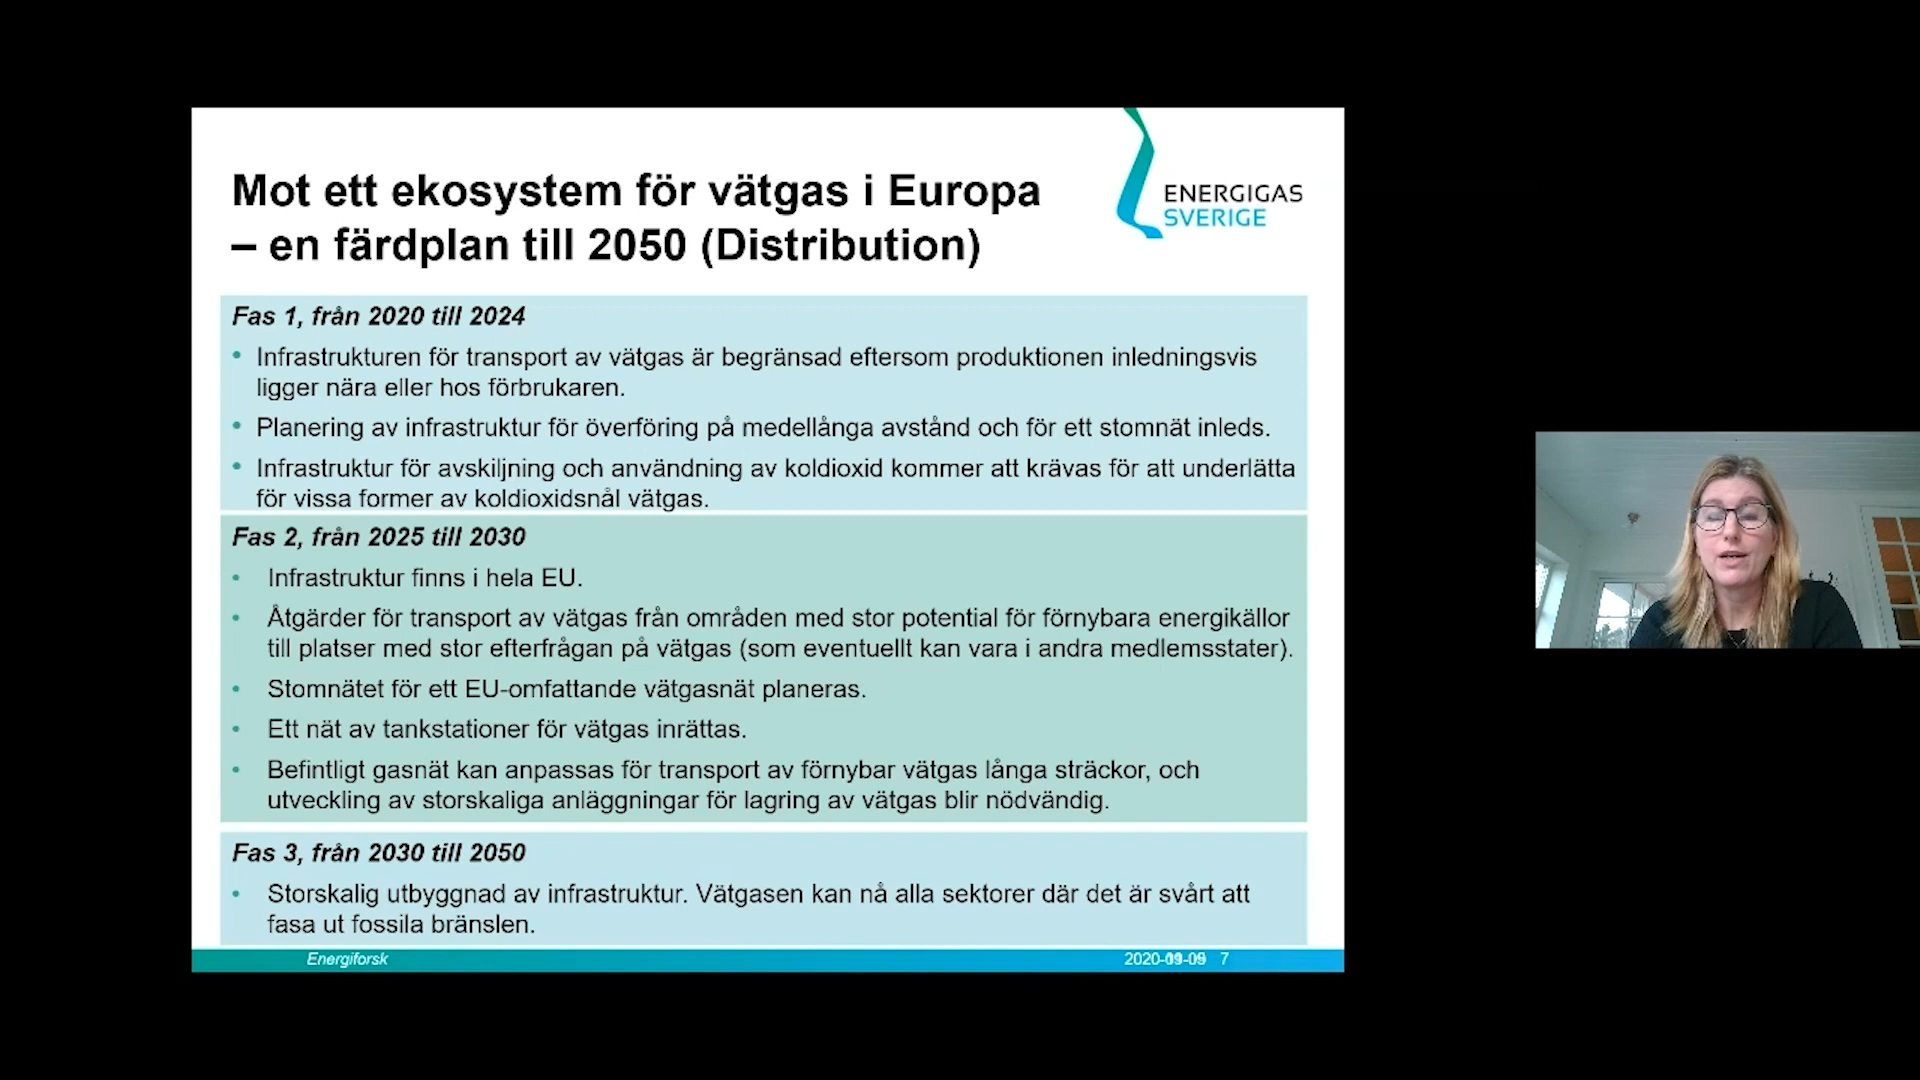 Mot ett ekosystem för vätgas i Europa
– en färdplan till 2050 (Distribution)
ENERGIGAS
SVERIGE
Fas 1, från 2020 till 2024
• Infrastrukturen för transport av vätgas är begränsad eftersom produktionen inledningsvis
ligger nära eller hos förbrukaren.
• Planering av infrastruktur för överföring på medellånga avstånd och för ett stomnät inleds.
• Infrastruktur för avskiljning och användning av koldioxid kommer att krävas för att underlätta
för vissa former av koldioxidsnål vätgas.
Fas 2, från 2025 till 2030
• Infrastruktur finns i hela EU.
• Åtgärder för transport av vätgas från områden med stor potential för förnybara energikällor
till platser med stor efterfrågan på vätgas (som eventuellt kan vara i andra medlemsstater).
• Stomnätet för ett EU-omfattande vätgasnät planeras.
• Ett nät av tankstationer för vätgas inrättas.
• Befintligt gasnät kan anpassas för transport av förnybar vätgas långa sträckor, och
utveckling av storskaliga anläggningar för lagring av vätgas blir nödvändig.
Fas 3, från 2030 till 2050
• Storskalig utbyggnad av infrastruktur. Vätgasen kan nå alla sektorer där det är svårt att
fasa ut fossila bränslen.
Energiforsk
7